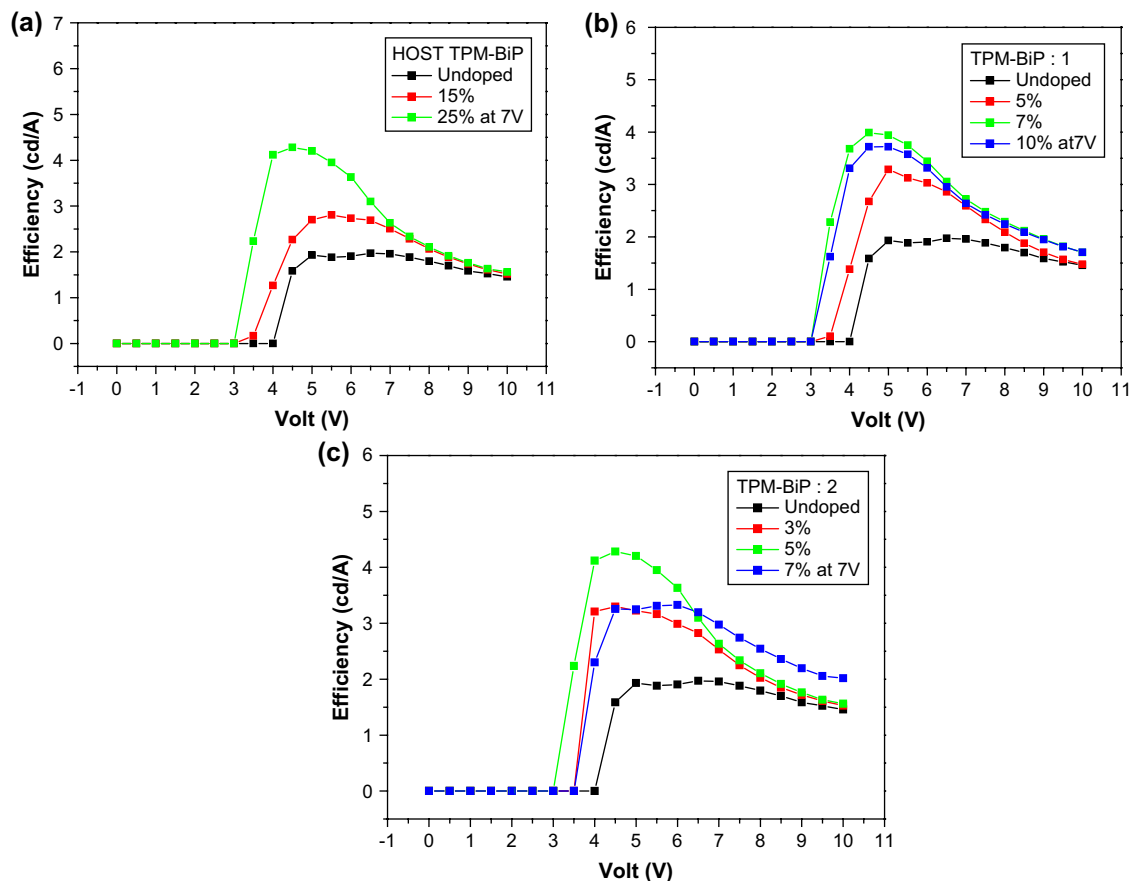 (a)
7
6
5
4
3
2
1
0
Efficiency (cd/A)
HOST TPM-BiP
Undoped
15%
25% at 7V
-1 0 1 2 3 4 5 6 7 8 9 10 11
Volt (V)
(b)
6
5
4
3
2
1
0
Efficiency (cd/A)
TPM-BiP : 1
Undoped
5%
7%
10% at7V
-1 0 1 2 3 4 5 6 7 8 9 10 11
Volt (V)
(c)
6
5
4
3
2
1
0
Efficiency (cd/A)
TPM-BiP : 2
Undoped
3%
5%
7% at 7V
-1 0 1 2 3 4 5 6 7 8 9 10 11
Volt (V)